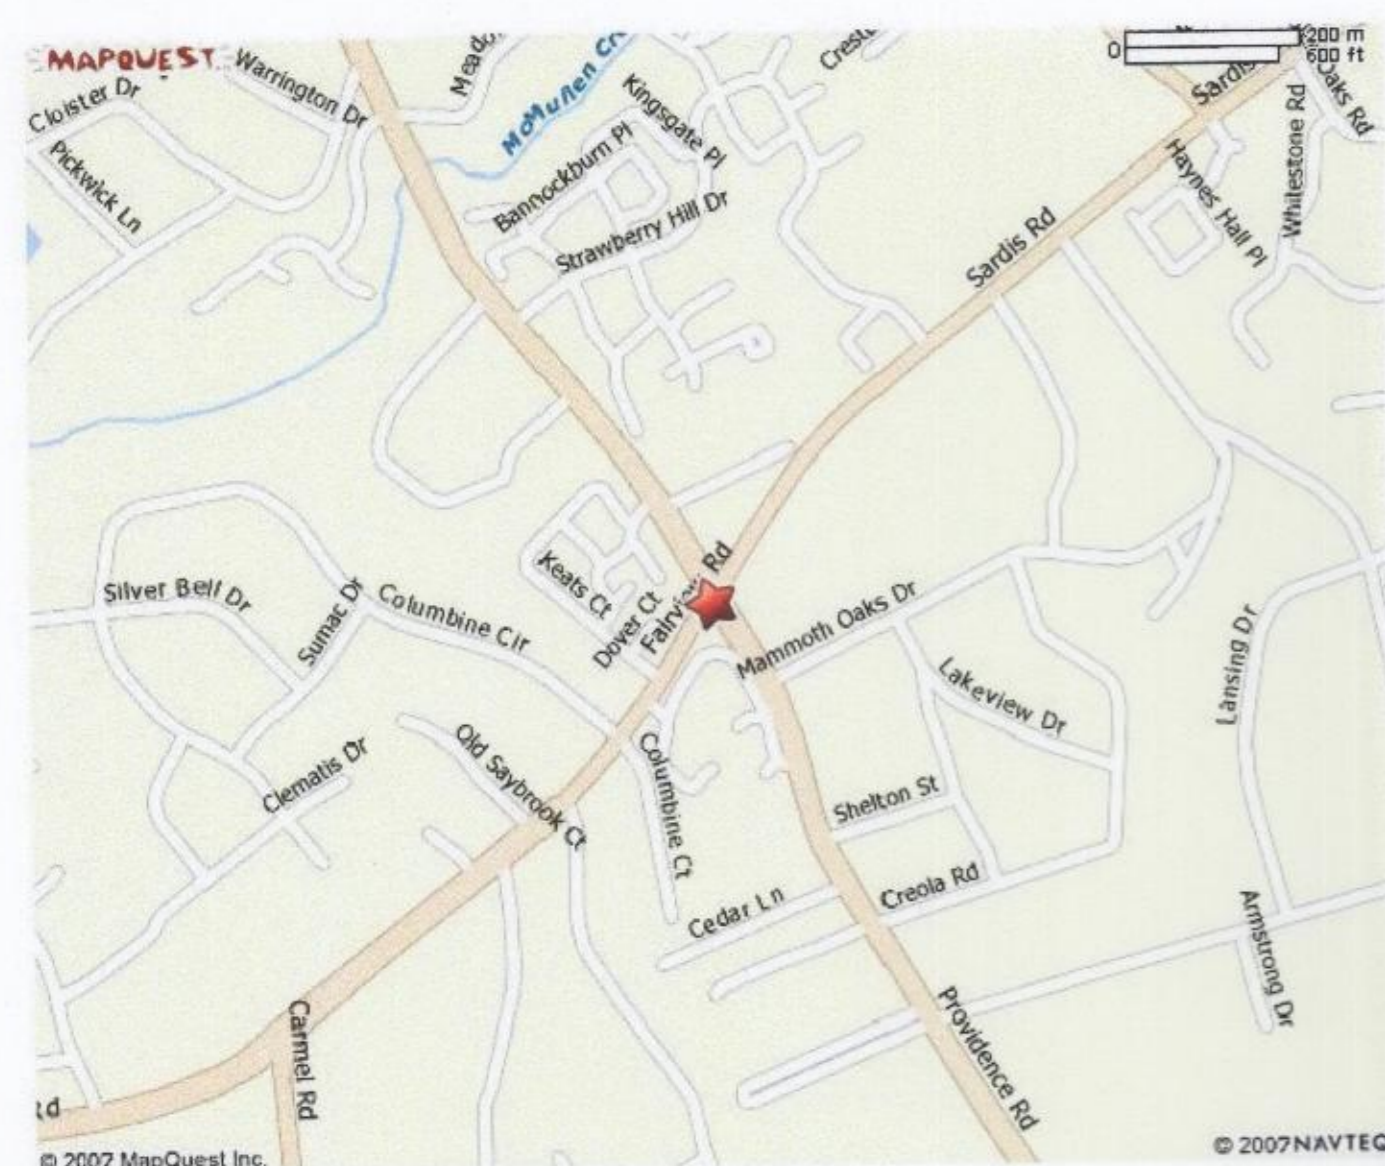 MAPQUEST
0
200 m
600 ft
Warrington Dr
Cloister Dr
Pickwick Ln
Kingsgate Pl
Bannockburn Pl
Strawberry Hill Dr
Sardis
Oaks Rd
Whitestone Rd
Haynes Hall Pl
Sardis Rd
Silver Bell Dr
Sumac Dr
Columbine Cir
Keats Ct
Dover Ct
Rd
Mammoth Oaks Dr
Lakeview Dr
Lansing Dr
Clematis Dr
Old Saybrook Ct
Columbine Ct
Shelton St
Cedar Ln
Creola Rd
Armstrong Dr
Carmel Rd
Providence Rd
Rd
© 2007 MapQuest Inc.
© 2007 NAVTEQ